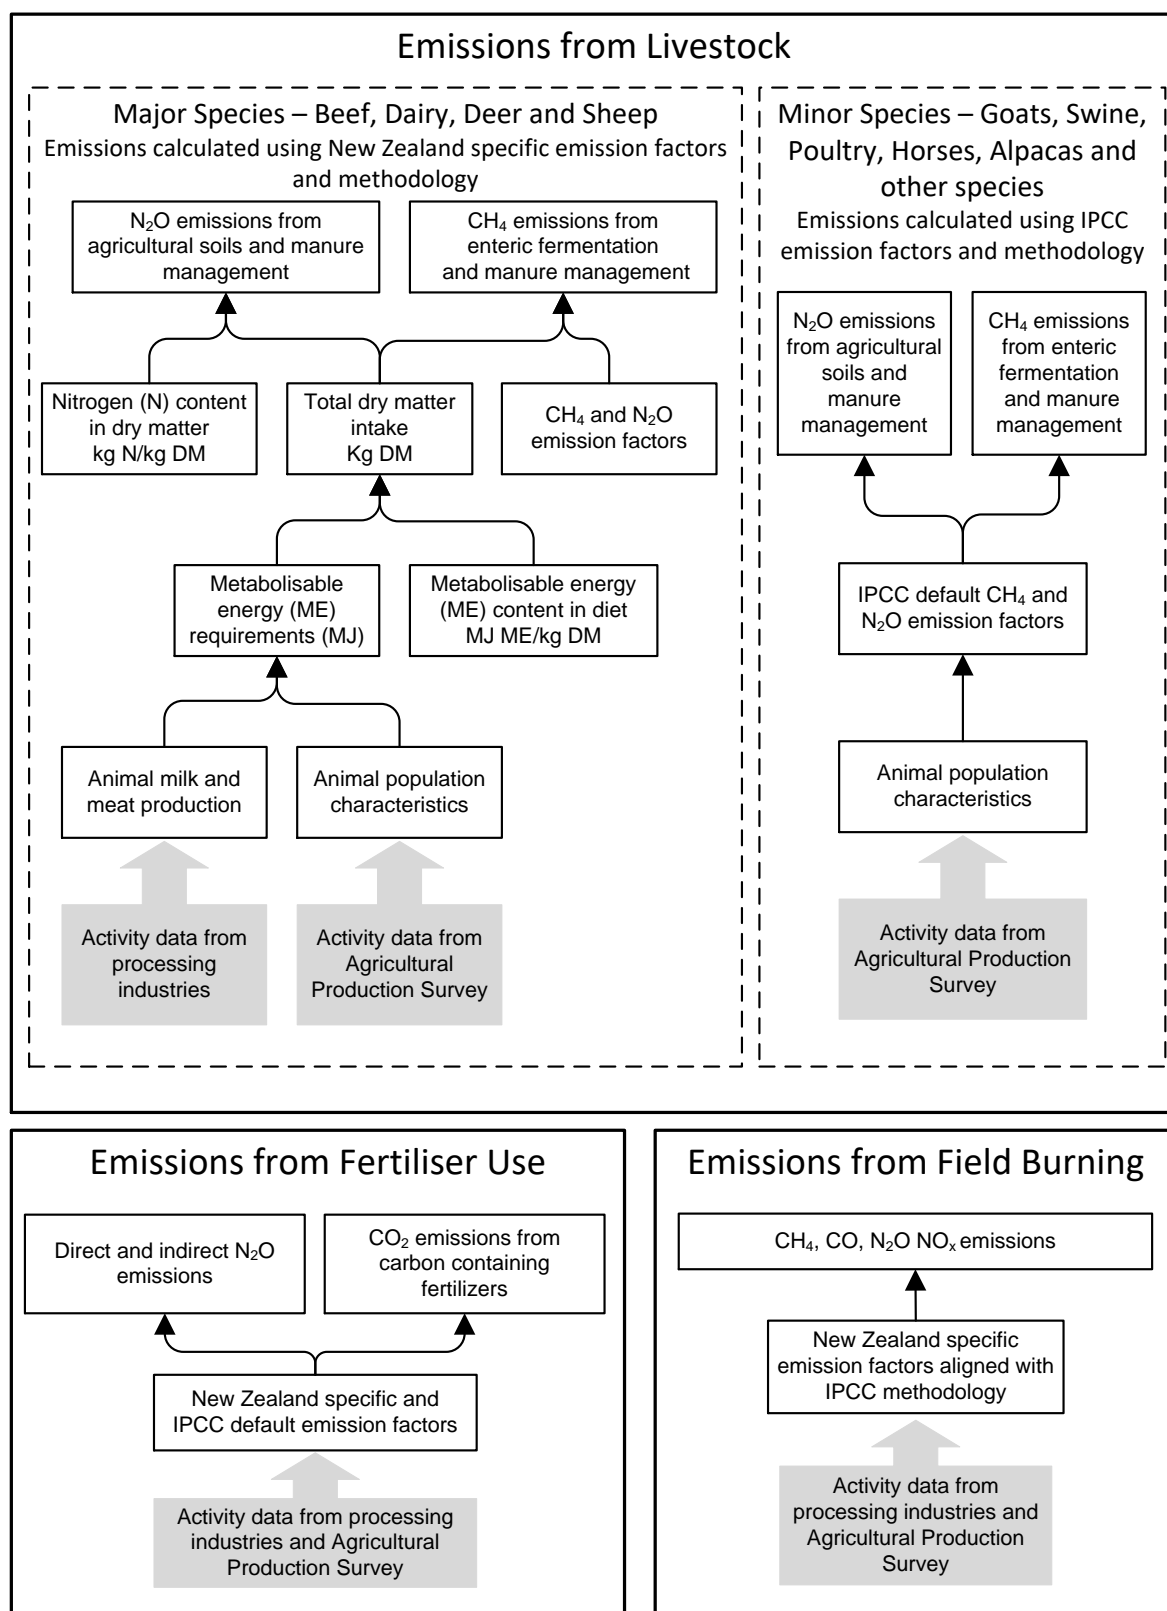 Emissions from Livestock
Major Species – Beef, Dairy, Deer and Sheep
Emissions calculated using New Zealand specific emission factors
and methodology
N₂O emissions from
agricultural soils and manure
management
CH₄ emissions from
enteric fermentation
and manure management
Nitrogen (N) content
in dry matter
kg N/kg DM
Total dry matter
intake
Kg DM
CH₄ and N₂O
emission factors
Metabolisable
energy (ME)
requirements (MJ)
Metabolisable energy
(ME) content in diet
MJ ME/kg DM
Animal milk and
meat production
Animal population
characteristics
Activity data from
processing
industries
Activity data from
Agricultural
Production Survey
Minor Species – Goats, Swine,
Poultry, Horses, Alpacas and
other species
Emissions calculated using IPCC
emission factors and methodology
N₂O emissions
from agricultural
soils and
manure
management
CH₄ emissions
from enteric
fermentation
and manure
management
IPCC default CH₄ and
N₂O emission factors
Animal population
characteristics
Activity data from
Agricultural Production
Survey
Emissions from Fertiliser Use
Direct and indirect N₂O
emissions
CO₂ emissions from
carbon containing
fertilizers
New Zealand specific and
IPCC default emission factors
Activity data from processing
industries and Agricultural
Production Survey
Emissions from Field Burning
CH₄, CO, N₂O NOₓ emissions
New Zealand specific
emission factors aligned with
IPCC methodology
Activity data from
processing industries and
Agricultural Production
Survey